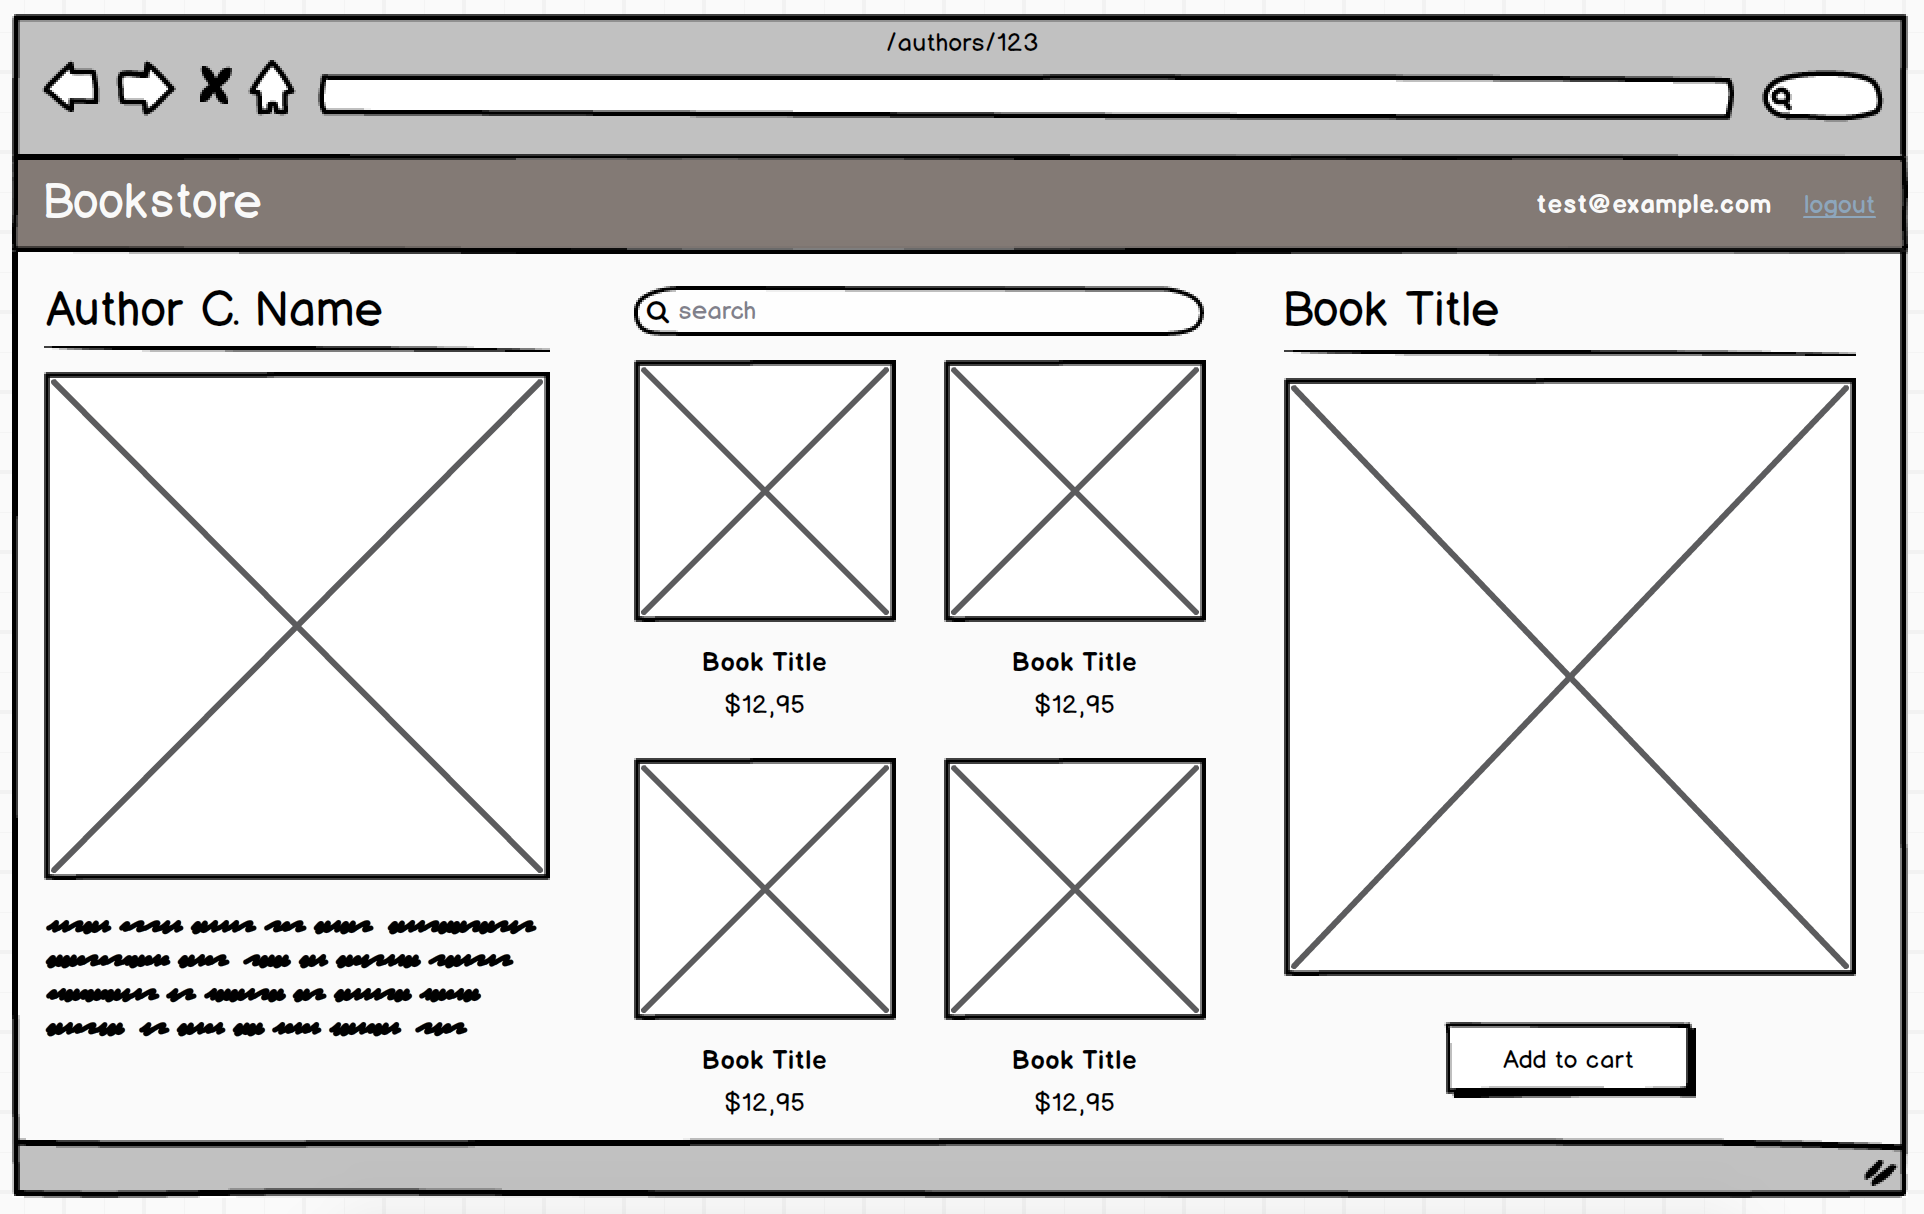 /authors/123
Bookstore
test@example.com logout
Author C. Name
search
Book Title
$12,95
Book Title
$12,95
Book Title
$12,95
Book Title
$12,95
Book Title
Add to cart